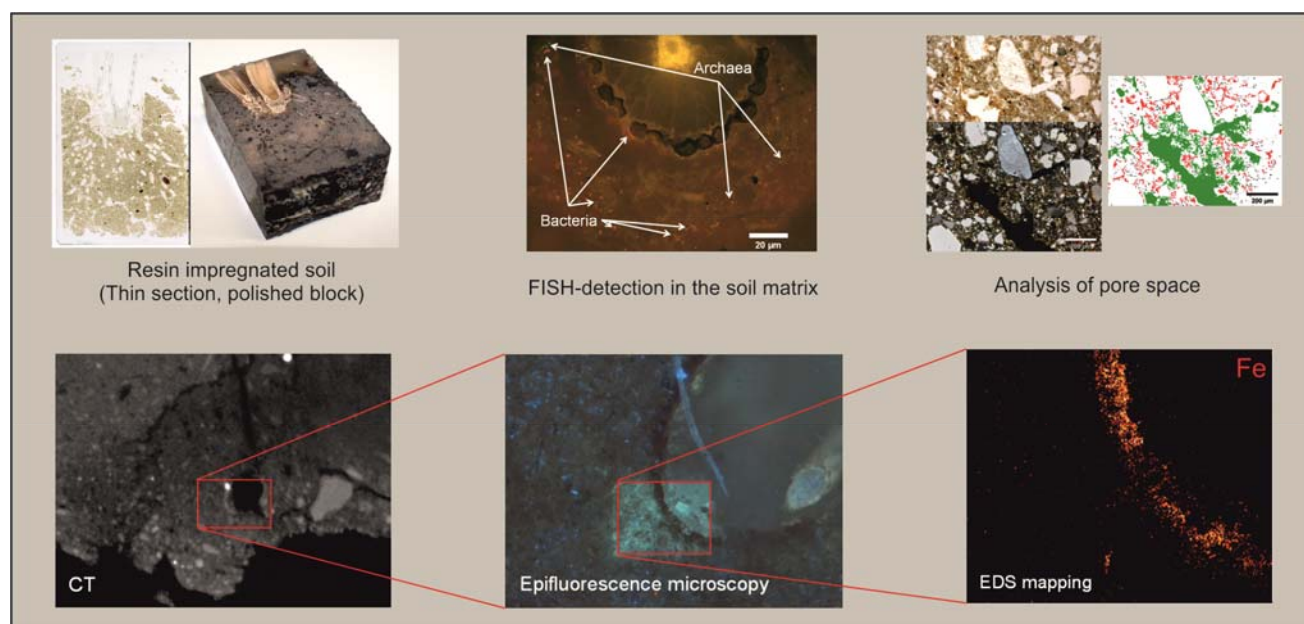 Archaea
Bacteria
20 µm
200 µm
Resin impregnated soil
(Thin section, polished block)
FISH-detection in the soil matrix
Analysis of pore space
CT
Epifluorescence microscopy
Fe
EDS mapping